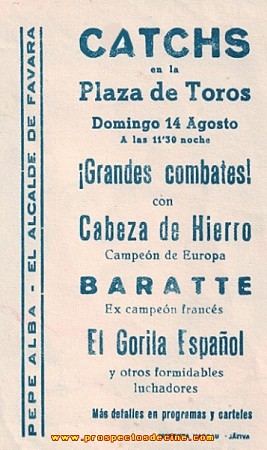 CATCHS
en la
Plaza de Toros
Domingo 14 Agosto
A las 11'30 noche
¡Grandes combates!
con
Cabeza de Hierro
Campeón de Europa
BARATTE
Ex campeón francés
El Gorila Español
y otros formidables
luchadores
Más detalles en programas y carteles
JÁTIVA
www.prospectosdecine.com
PEPE ALBA - EL ALCALDE DE FAVARA